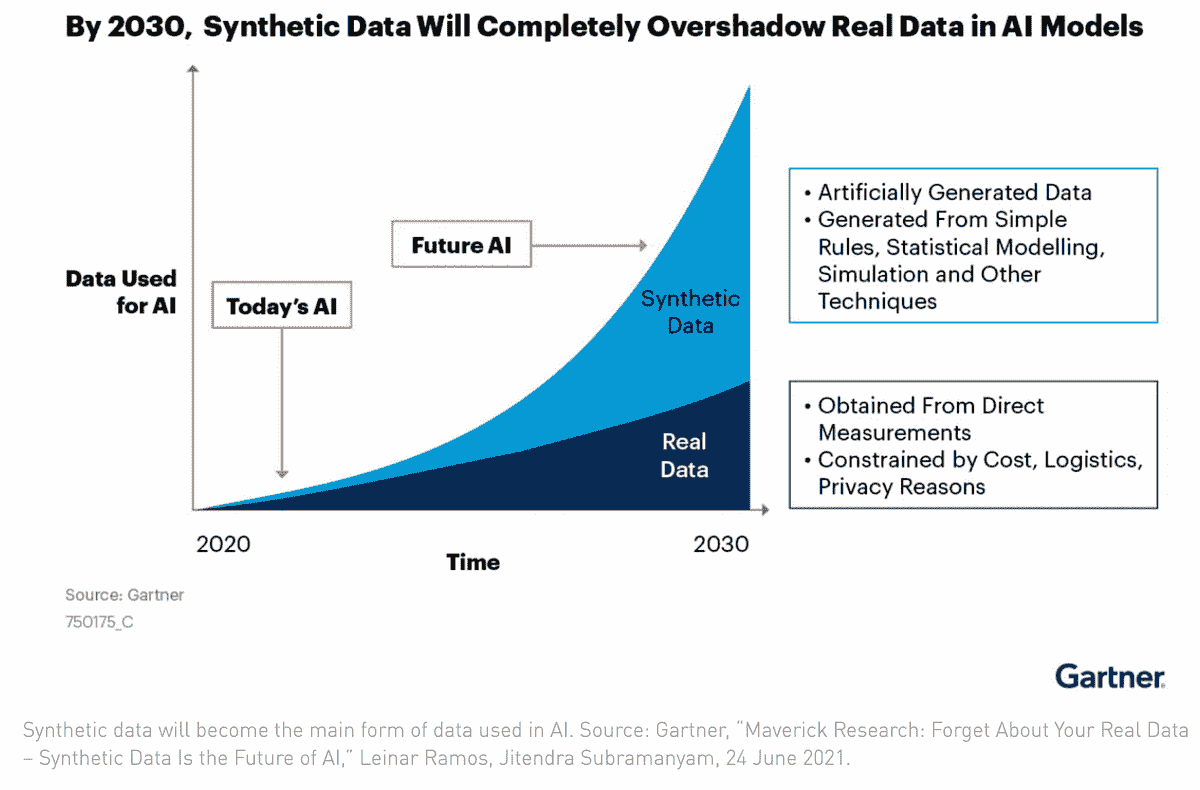 By 2030, Synthetic Data Will Completely Overshadow Real Data in AI Models
Data Used
for AI
Today's AI
Future AI
Synthetic
Data
Real
Data
• Artificially Generated Data
• Generated From Simple
Rules, Statistical Modelling,
Simulation and Other
Techniques
• Obtained From Direct
Measurements
• Constrained by Cost, Logistics,
Privacy Reasons
2020
2030
Time
Source: Gartner
750175_C
Gartner®
Synthetic data will become the main form of data used in AI. Source: Gartner, “Maverick Research: Forget About Your Real Data
– Synthetic Data Is the Future of AI,” Leinar Ramos, Jitendra Subramanyam, 24 June 2021.